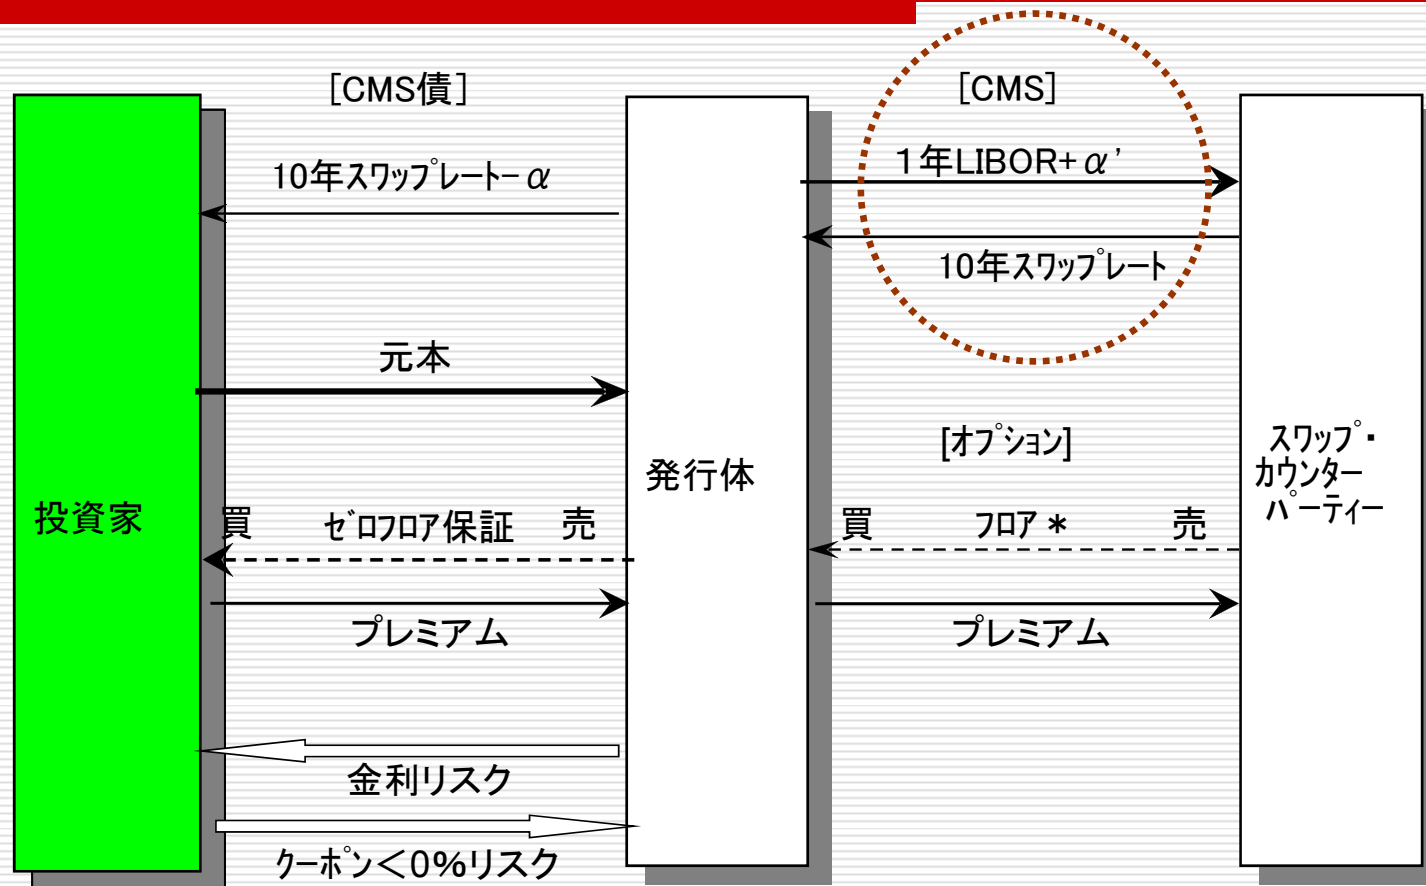 [CMS債]
[CMS]
10年スワップレート-α
1年LIBOR+α'
10年スワップレート
元本
[オプション]
投資家
発行体
スワップ・
カウンター
パーティー
買 ゼロフロア保証 売
買 フロア* 売
プレミアム
プレミアム
金利リスク
クーポン<0%リスク